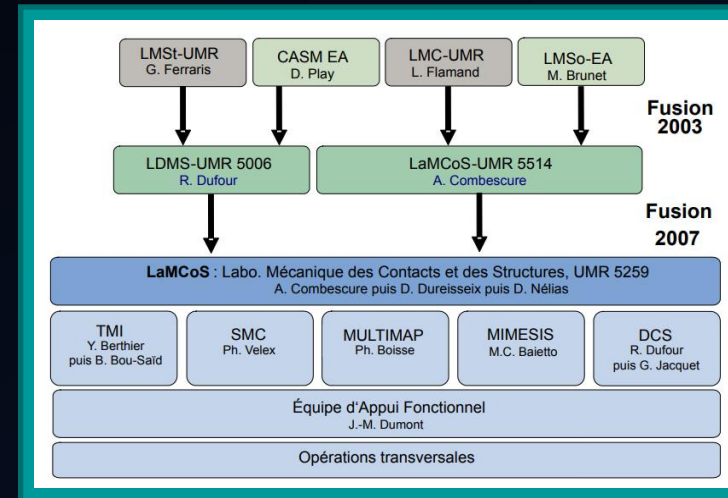 LMSt-UMR
G. Ferraris
CASM EA
D. Play
LMC-UMR
L. Flamand
LMSo-EA
M. Brunet
Fusion
2003
LDMS-UMR 5006
R. Dufour
LaMCoS-UMR 5514
A. Combescure
Fusion
2007
LaMCoS : Labo. Mécanique des Contacts et des Structures, UMR 5259
A. Combescure puis D. Dureisseix puis D. Nélias
TMI
Y. Berthier
puis B. Bou-Saïd
SMC
Ph. Velex
MULTIMAP
Ph. Boisse
MIMESIS
M.C. Baietto
DCS
R. Dufour
puis G. Jacquet
Équipe d'Appui Fonctionnel
J.-M. Dumont
Opérations transversales